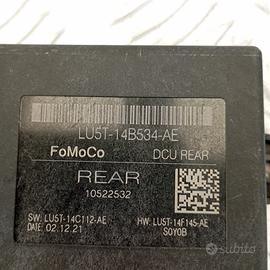 LU5T-14B534-AE
FoMoCo DCU REAR
REAR
10522532
SW: LU5T-14C112-AE HW: LU5T-14F145-AE
DATE: 02.12.21 SOY0B
subito